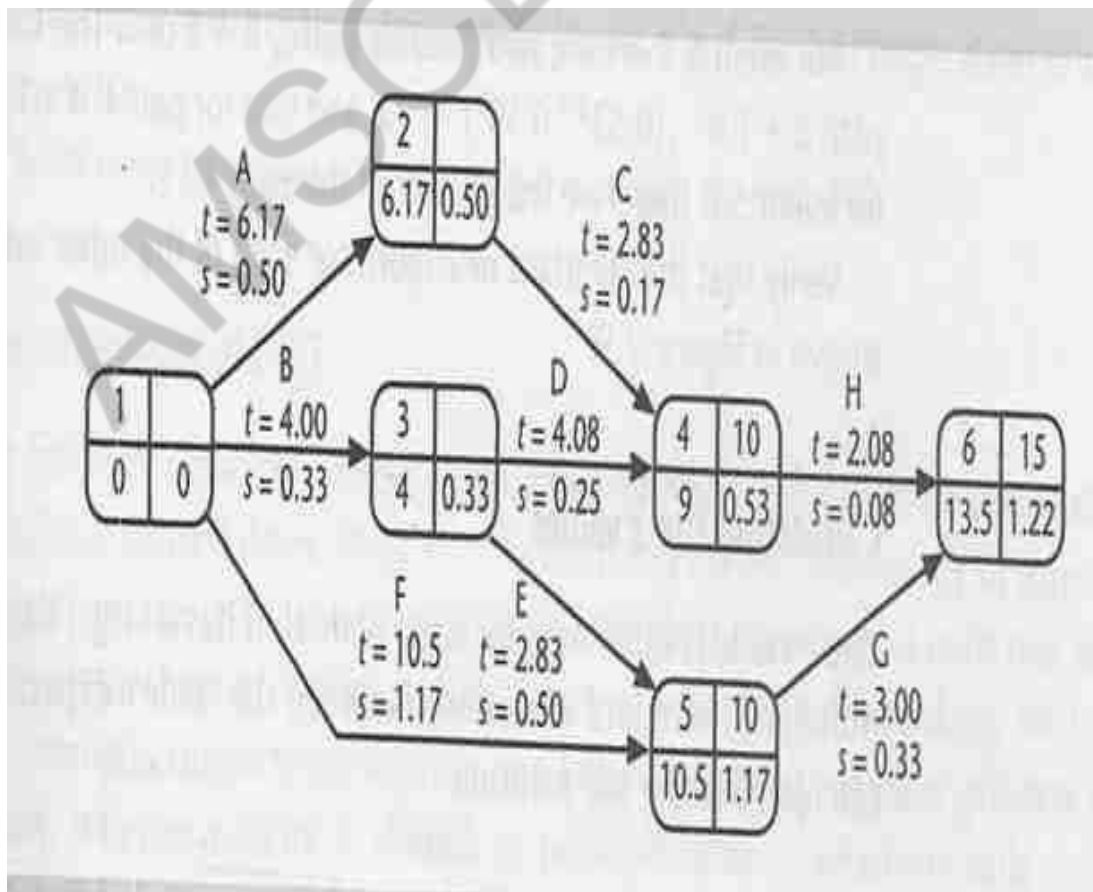 AMSCE
2
6.17 0.50
A
t = 6.17
s = 0.50
C
t = 2.83
s = 0.17
1
0 0
B
t = 4.00
s = 0.33
3
4 0.33
D
t = 4.08
s = 0.25
4 10
9 0.53
H
t = 2.08
s = 0.08
6 15
13.5 1.22
F
t = 10.5
s = 1.17
E
t = 2.83
s = 0.50
5 10
10.5 1.17
G
t = 3.00
s = 0.33